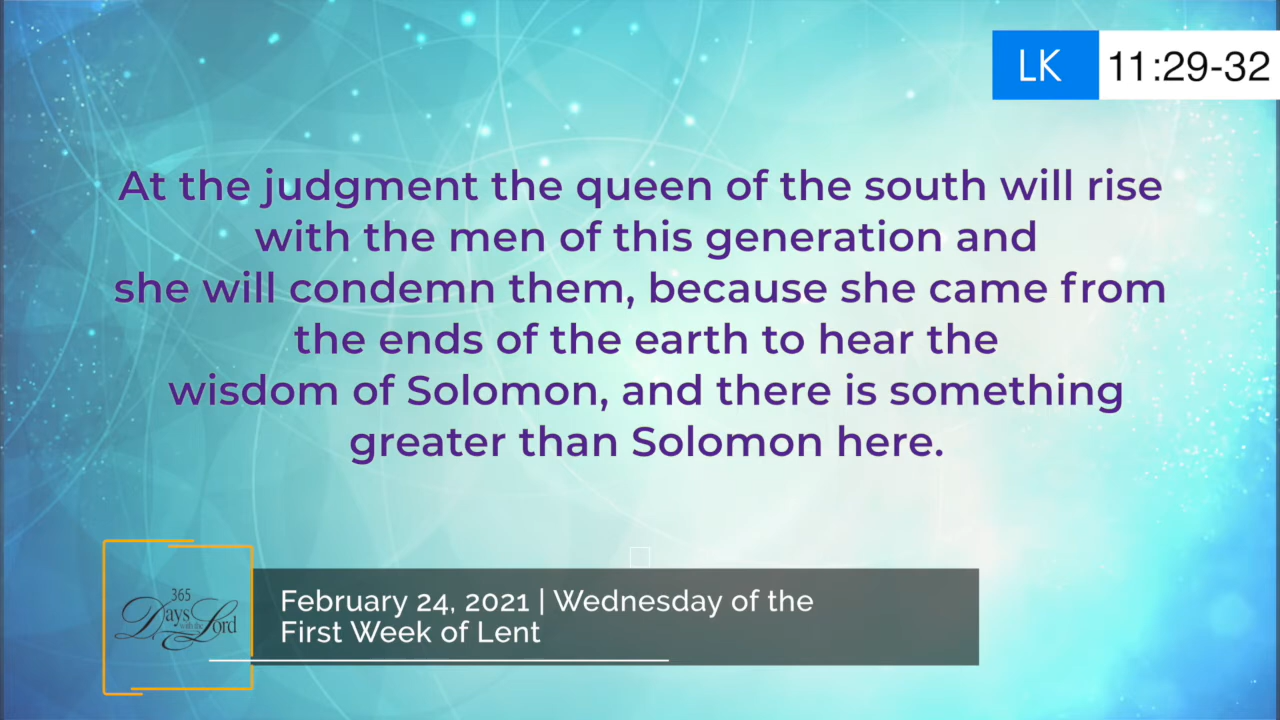 LK 11:29-32
At the judgment the queen of the south will rise
with the men of this generation and
she will condemn them, because she came from
the ends of the earth to hear the
wisdom of Solomon, and there is something
greater than Solomon here.
365
Days with the Lord
February 24, 2021 | Wednesday of the
First Week of Lent